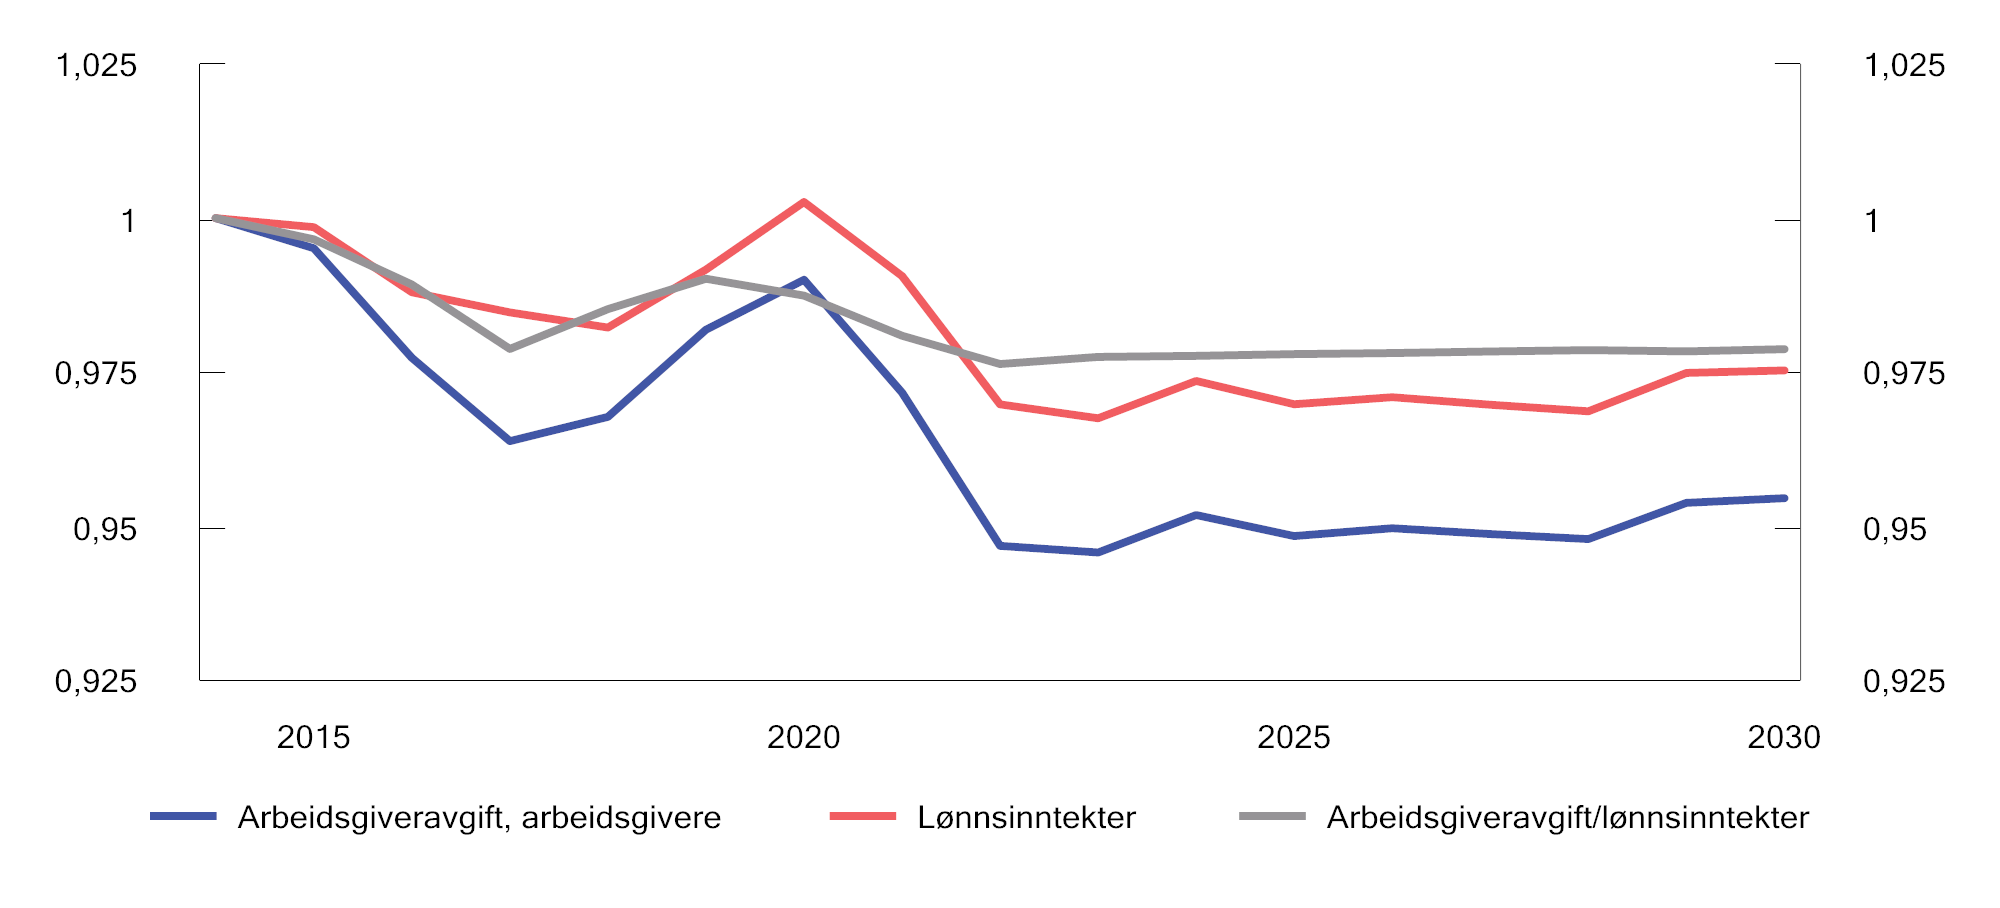 1,025 1,025
1 1
0,975 0,975
0,95 0,95
0,925 0,925
2015 2020 2025 2030
Arbeidsgiveravgift, arbeidsgivere Lønnsinntekter Arbeidsgiveravgift/lønnsinntekter